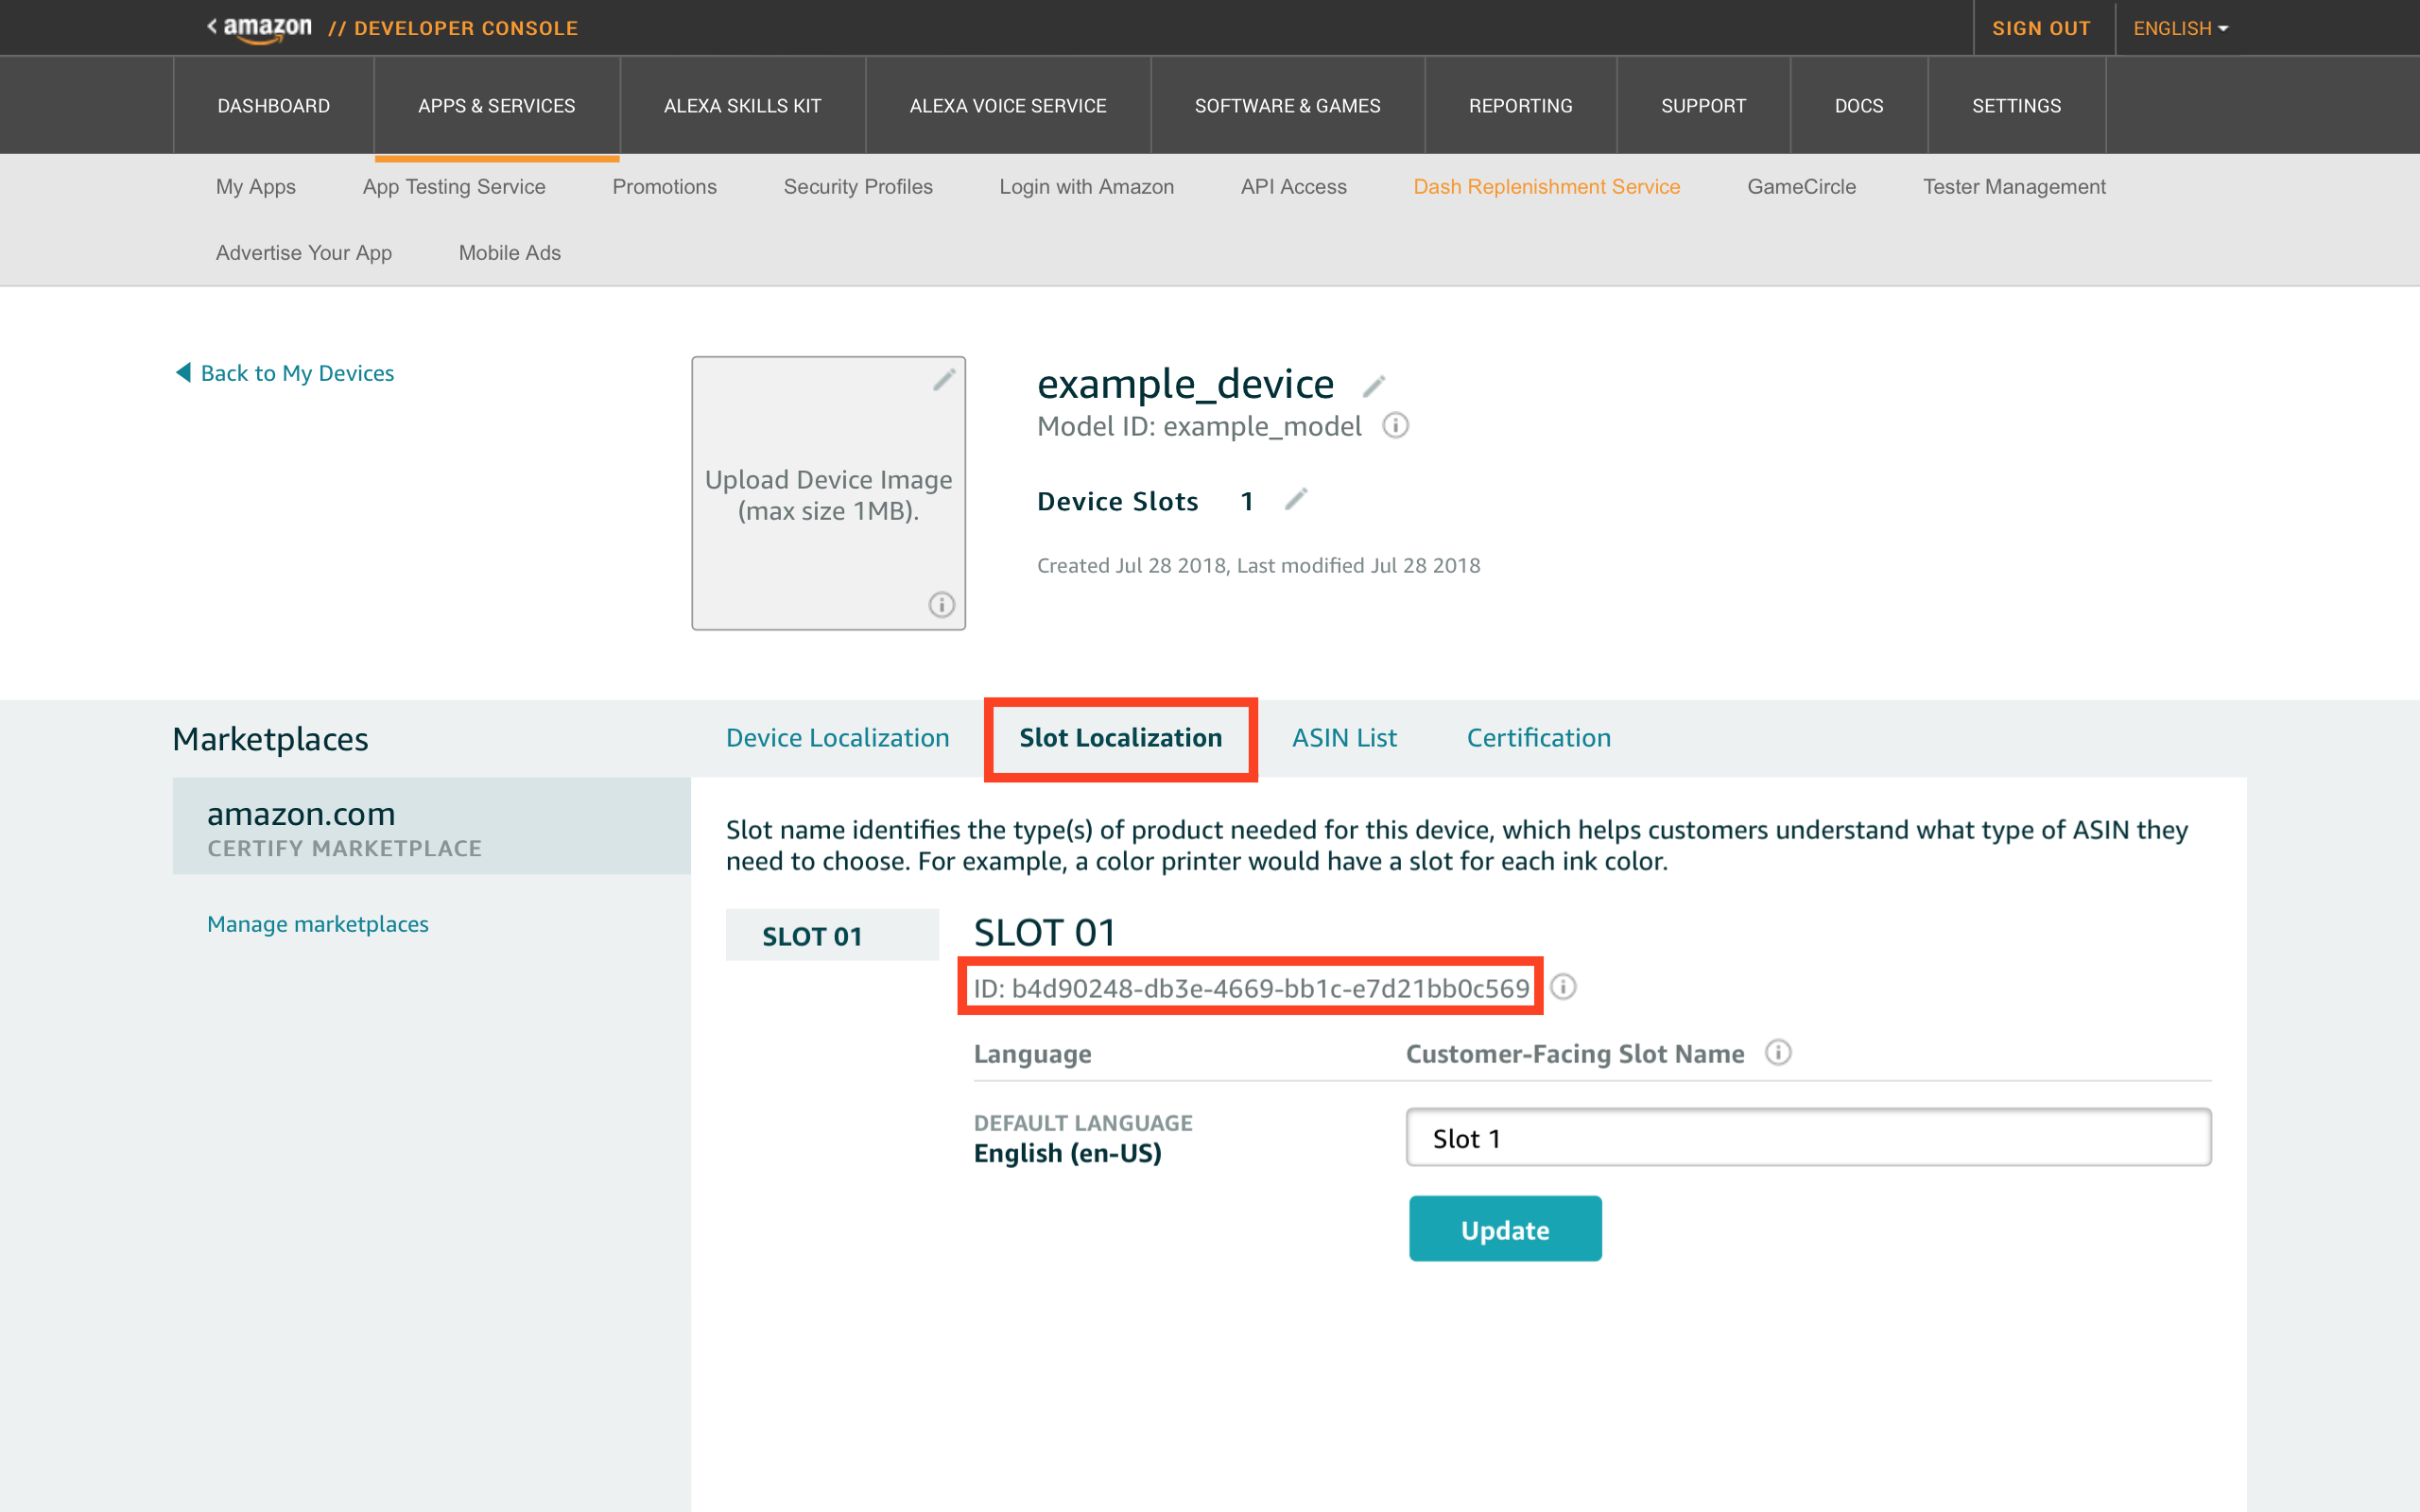 amazon // DEVELOPER CONSOLE
SIGN OUT
ENGLISH
DASHBOARD
APPS & SERVICES
ALEXA SKILLS KIT
ALEXA VOICE SERVICE
SOFTWARE & GAMES
REPORTING
SUPPORT
DOCS
SETTINGS
My Apps
App Testing Service
Promotions
Security Profiles
Login with Amazon
API Access
Dash Replenishment Service
GameCircle
Tester Management
Advertise Your App
Mobile Ads
Back to My Devices
Upload Device Image
(max size 1MB).
example_device
Model ID: example_model
Device Slots 1
Created Jul 28 2018, Last modified Jul 28 2018
Marketplaces
amazon.com
CERTIFY MARKETPLACE
Manage marketplaces
Device Localization
Slot Localization
ASIN List
Certification
Slot name identifies the type(s) of product needed for this device, which helps customers understand what type of ASIN they
need to choose. For example, a color printer would have a slot for each ink color.
SLOT 01
SLOT 01
ID: b4d90248-db3e-4669-bb1c-e7d21bb0c569
Language
Customer-Facing Slot Name
DEFAULT LANGUAGE
English (en-US)
Slot 1
Update